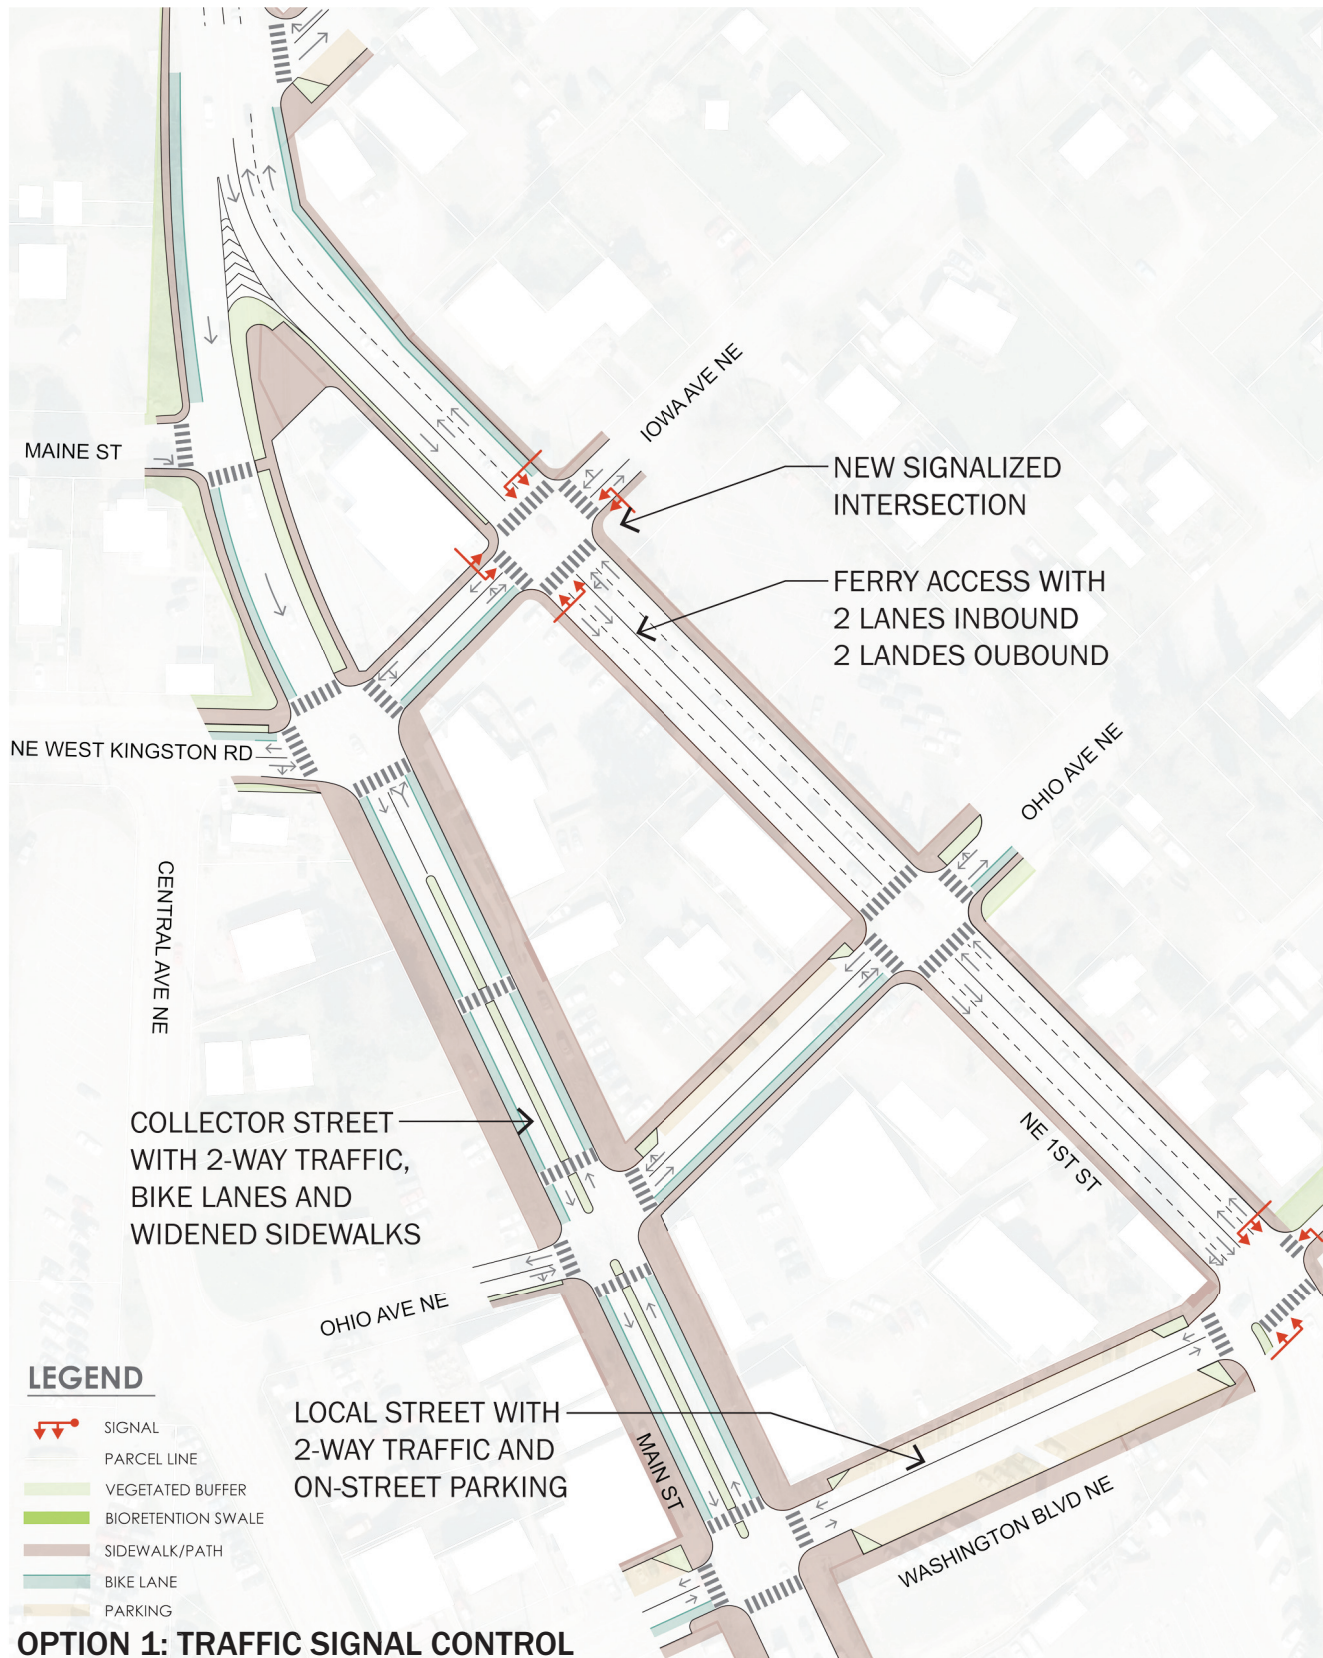 IOWA AVE NE
MAINE ST
NEW SIGNALIZED
INTERSECTION
FERRY ACCESS WITH
2 LANES INBOUND
2 LANDES OUBOUND
NE WEST KINGSTON RD
OHIO AVE NE
CENTRAL AVE NE
COLLECTOR STREET
WITH 2-WAY TRAFFIC,
BIKE LANES AND
WIDENED SIDEWALKS
NE 1ST ST
OHIO AVE NE
LEGEND
SIGNAL
PARCEL LINE
VEGETATED BUFFER
BIORETENTION SWALE
SIDEWALK/PATH
BIKE LANE
PARKING
LOCAL STREET WITH
2-WAY TRAFFIC AND
ON-STREET PARKING
MAIN ST
WASHINGTON BLVD NE
OPTION 1: TRAFFIC SIGNAL CONTROL